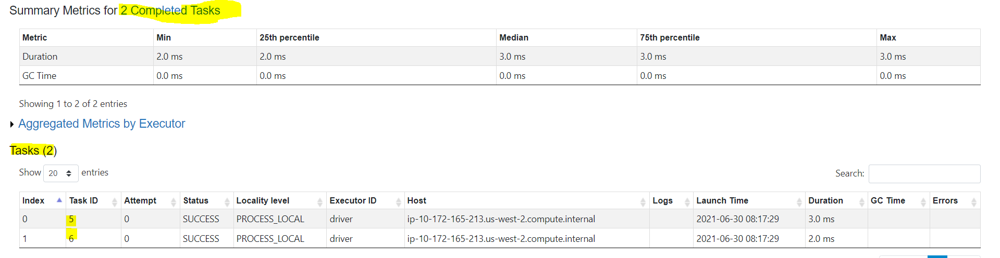 Summary Metrics for 2 Completed Tasks
Metric Min 25th percentile Median 75th percentile Max
Duration 2.0 ms 2.0 ms 3.0 ms 3.0 ms 3.0 ms
GC Time 0.0 ms 0.0 ms 0.0 ms 0.0 ms 0.0 ms
Showing 1 to 2 of 2 entries
Aggregated Metrics by Executor
Tasks (2)
Show 20 entries Search:
Index Task ID Attempt Status Locality level Executor ID Host Logs Launch Time Duration GC Time Errors
0 5 0 SUCCESS PROCESS_LOCAL driver ip-10-172-165-213.us-west-2.compute.internal 2021-06-30 08:17:29 3.0 ms
1 6 0 SUCCESS PROCESS_LOCAL driver ip-10-172-165-213.us-west-2.compute.internal 2021-06-30 08:17:29 2.0 ms